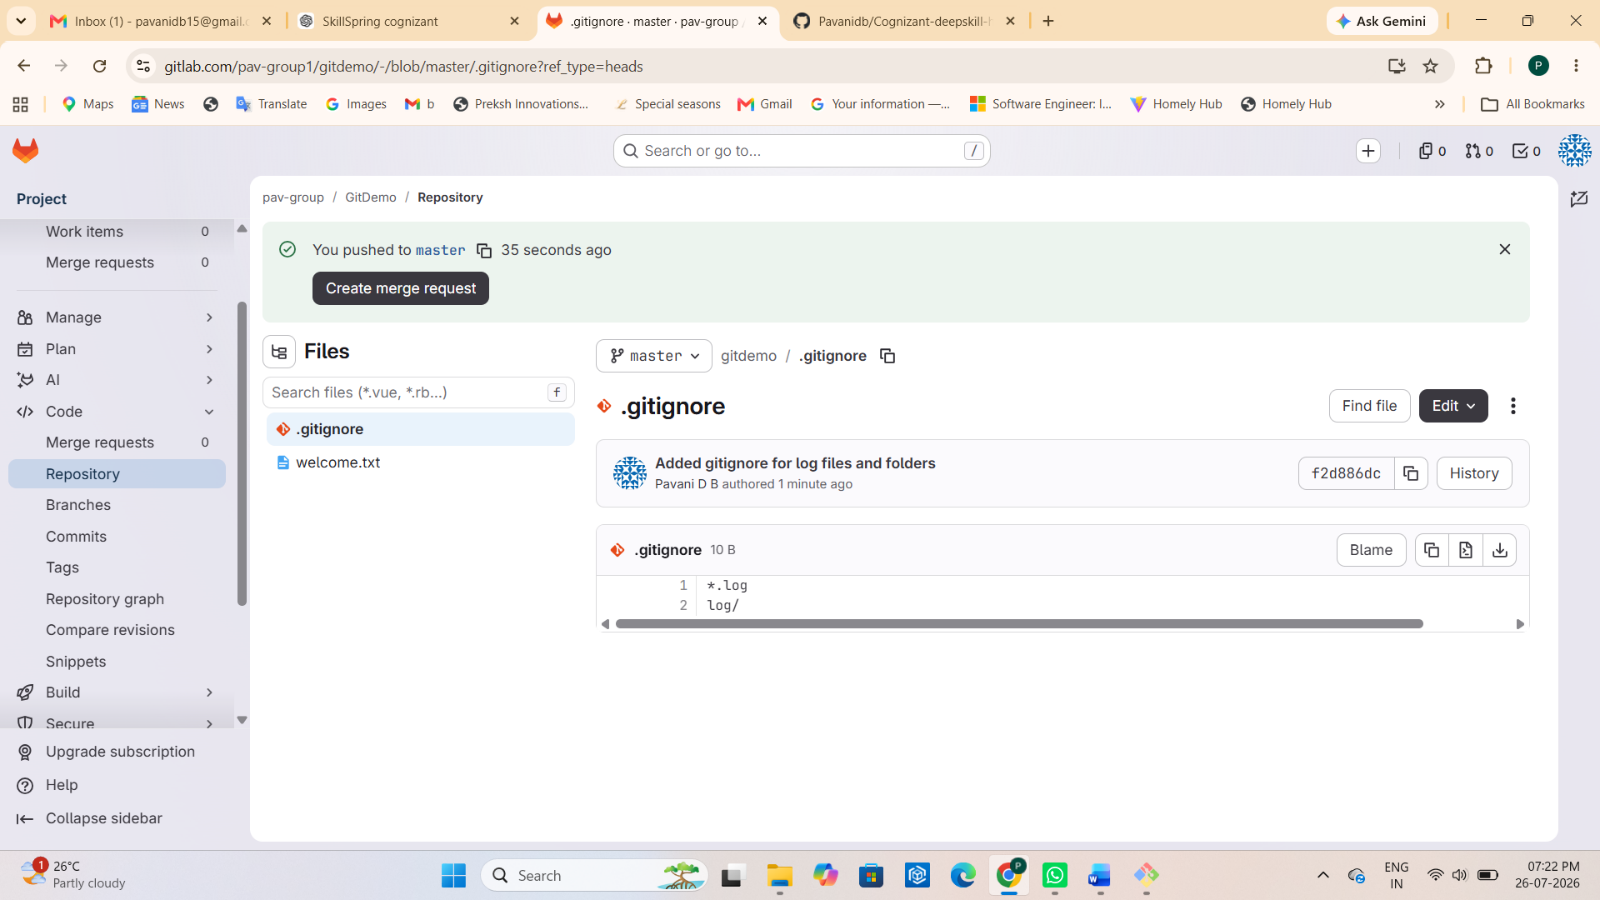 Inbox (1) - pavanidb15@gmail.c
SkillSpring cognizant
.gitignore · master · pav-group /
Pavanidb/Cognizant-deepskill-h
Ask Gemini
gitlab.com/pav-group1/gitdemo/-/blob/master/.gitignore?ref_type=heads
P
Maps
News
Translate
Images
b
Preksh Innovations...
Special seasons
Gmail
Your information —...
Software Engineer: I...
Homely Hub
Homely Hub
»
All Bookmarks
Search or go to...
/
0
0
0
Project
Work items 0
Merge requests 0
Manage
Plan
AI
Code
Merge requests 0
Repository
Branches
Commits
Tags
Repository graph
Compare revisions
Snippets
Build
Secure
Upgrade subscription
Help
Collapse sidebar
pav-group / GitDemo / Repository
You pushed to master 35 seconds ago
Create merge request
Files
Search files (*.vue, *.rb...) f
.gitignore
welcome.txt
master
gitdemo / .gitignore
.gitignore
Find file
Edit
Added gitignore for log files and folders
Pavani D B authored 1 minute ago
f2d886dc
History
.gitignore 10 B
Blame
1 *.log
2 log/
1
26°C
Partly cloudy
Search
P
W
ENG
IN
07:22 PM
26-07-2026